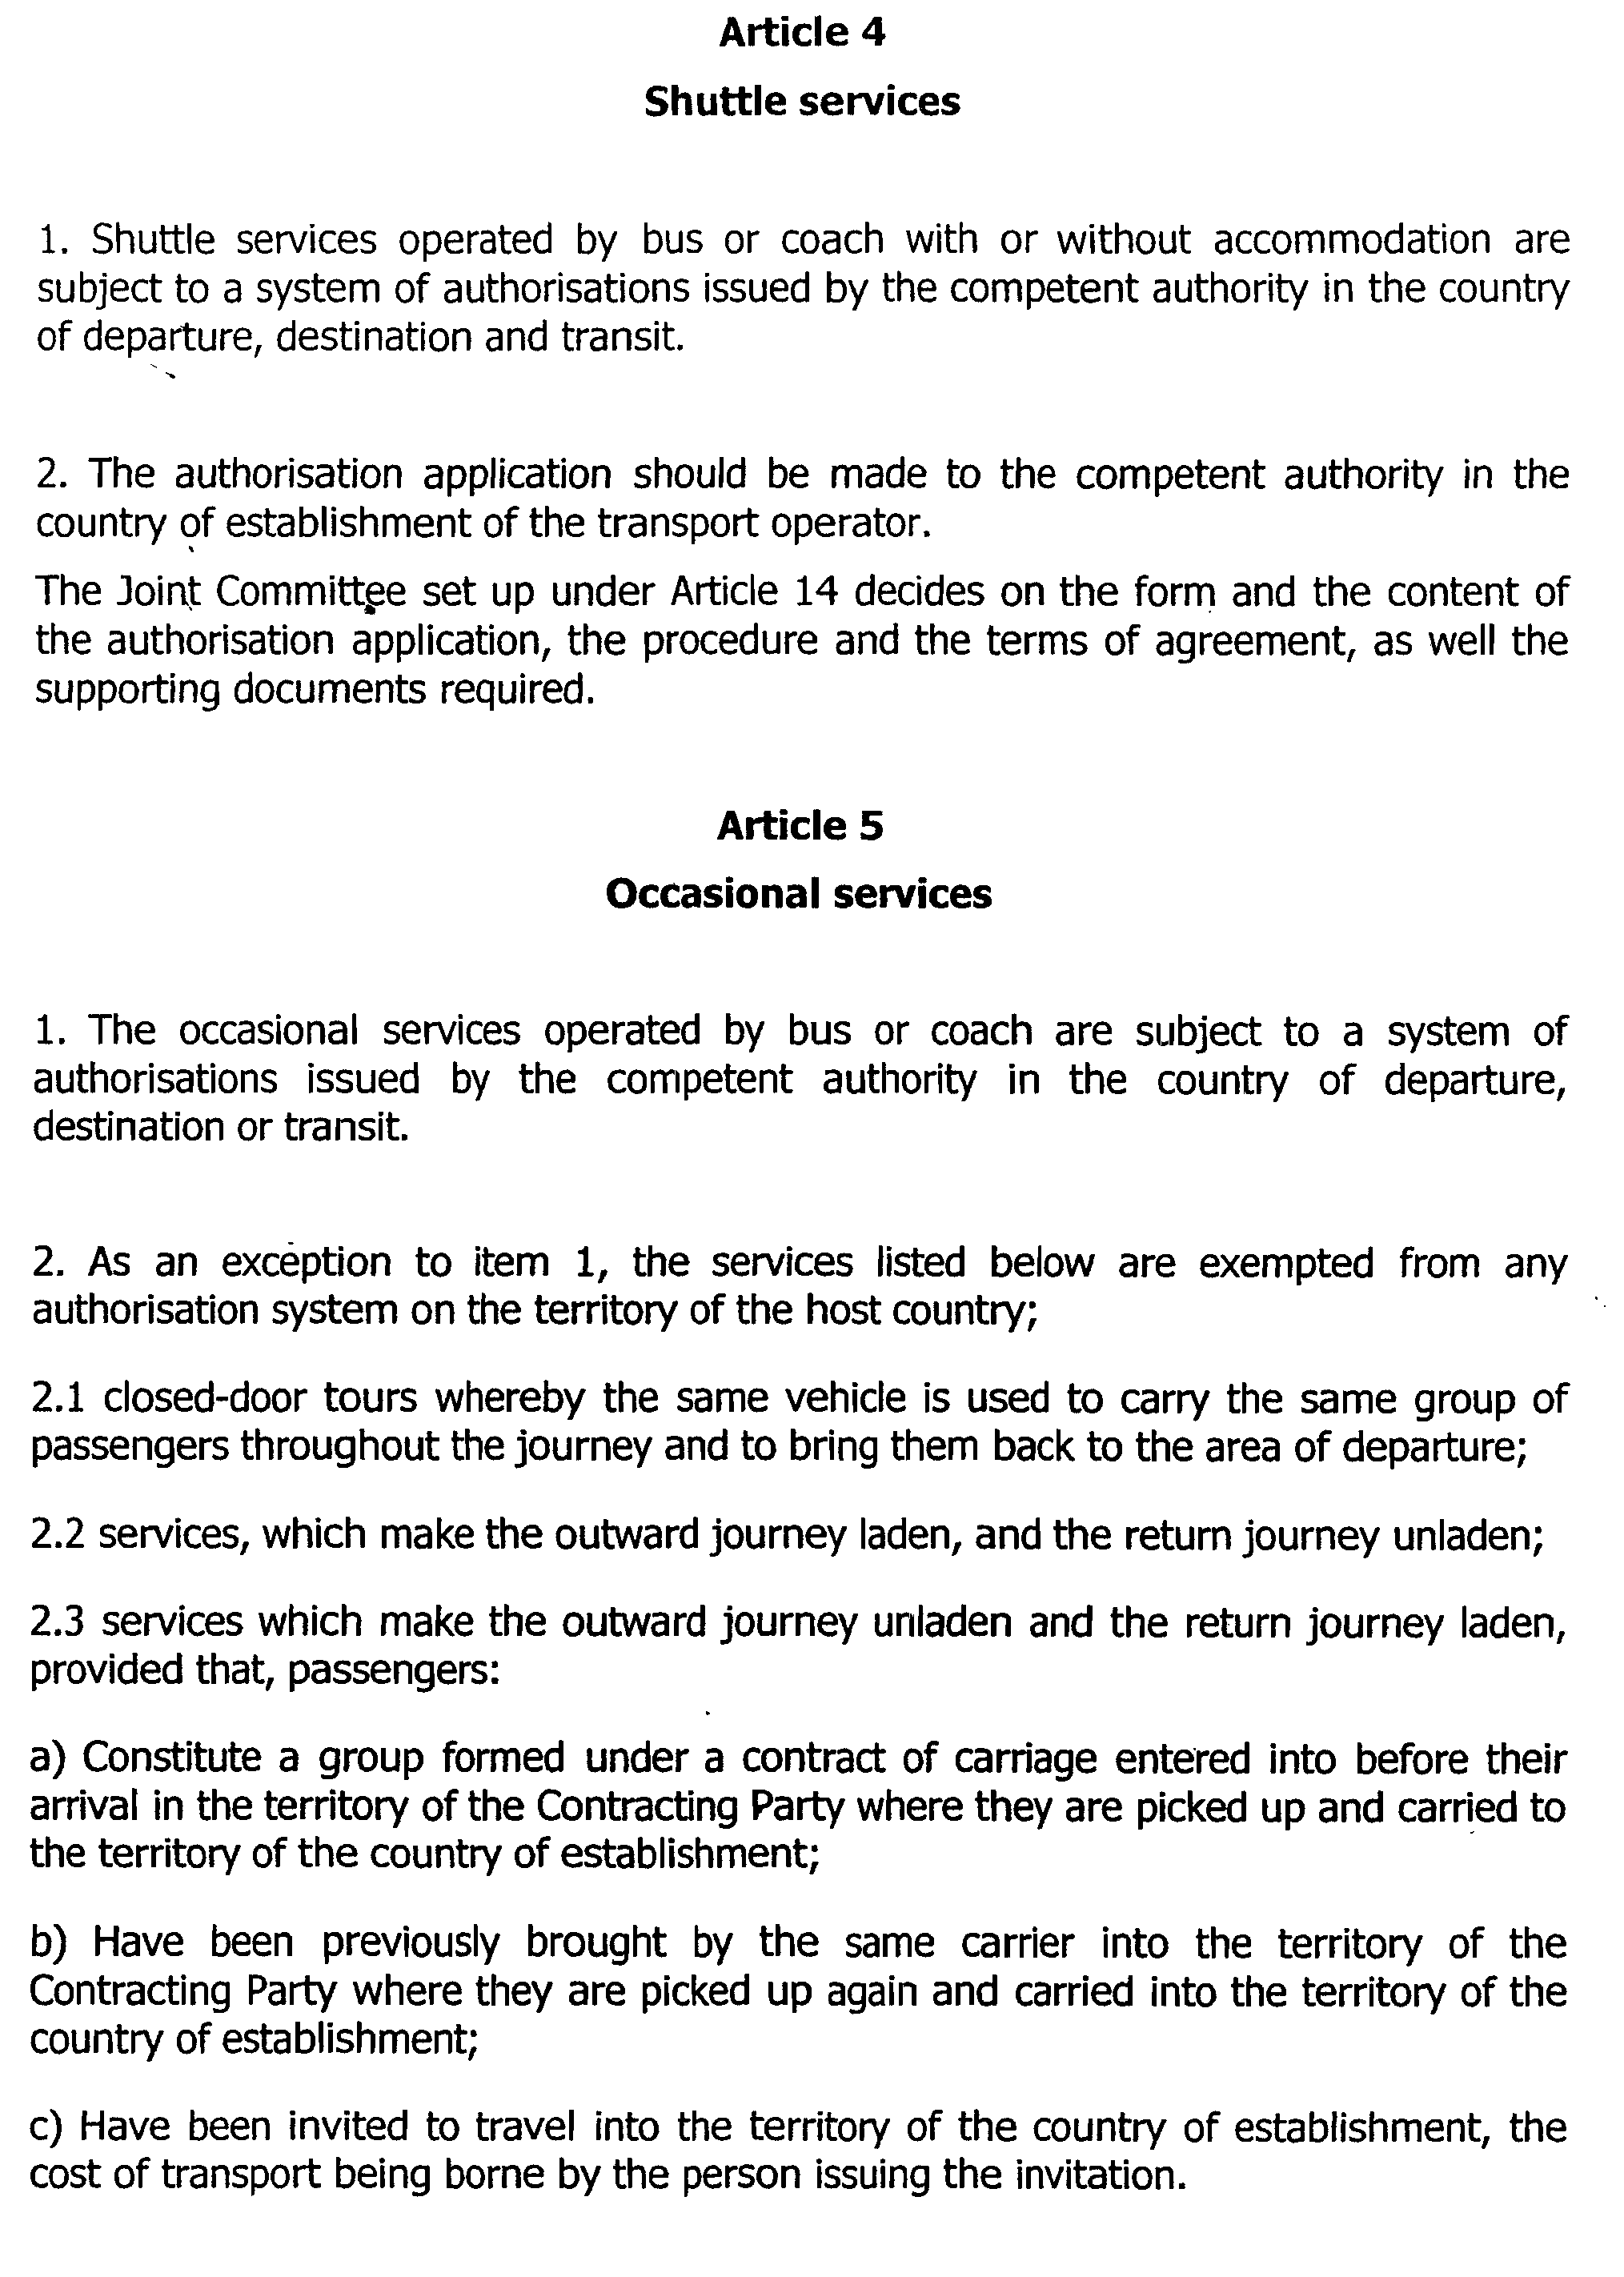 Article 4
Shuttle services
1. Shuttle services operated by bus or coach with or without accommodation are
subject to a system of authorisations issued by the competent authority in the country
of departure, destination and transit.
2. The authorisation application should be made to the competent authority in the
country of establishment of the transport operator.
The Joint Committee set up under Article 14 decides on the form and the content of
the authorisation application, the procedure and the terms of agreement, as well the
supporting documents required.
Article 5
Occasional services
1. The occasional services operated by bus or coach are subject to a system of
authorisations issued by the competent authority in the country of departure,
destination or transit.
2. As an exception to item 1, the services listed below are exempted from any
authorisation system on the territory of the host country;
2.1 closed-door tours whereby the same vehicle is used to carry the same group of
passengers throughout the journey and to bring them back to the area of departure;
2.2 services, which make the outward journey laden, and the return journey unladen;
2.3 services which make the outward journey unladen and the return journey laden,
provided that, passengers:
a) Constitute a group formed under a contract of carriage entered into before their
arrival in the territory of the Contracting Party where they are picked up and carried to
the territory of the country of establishment;
b) Have been previously brought by the same carrier into the territory of the
Contracting Party where they are picked up again and carried into the territory of the
country of establishment;
c) Have been invited to travel into the territory of the country of establishment, the
cost of transport being borne by the person issuing the invitation.